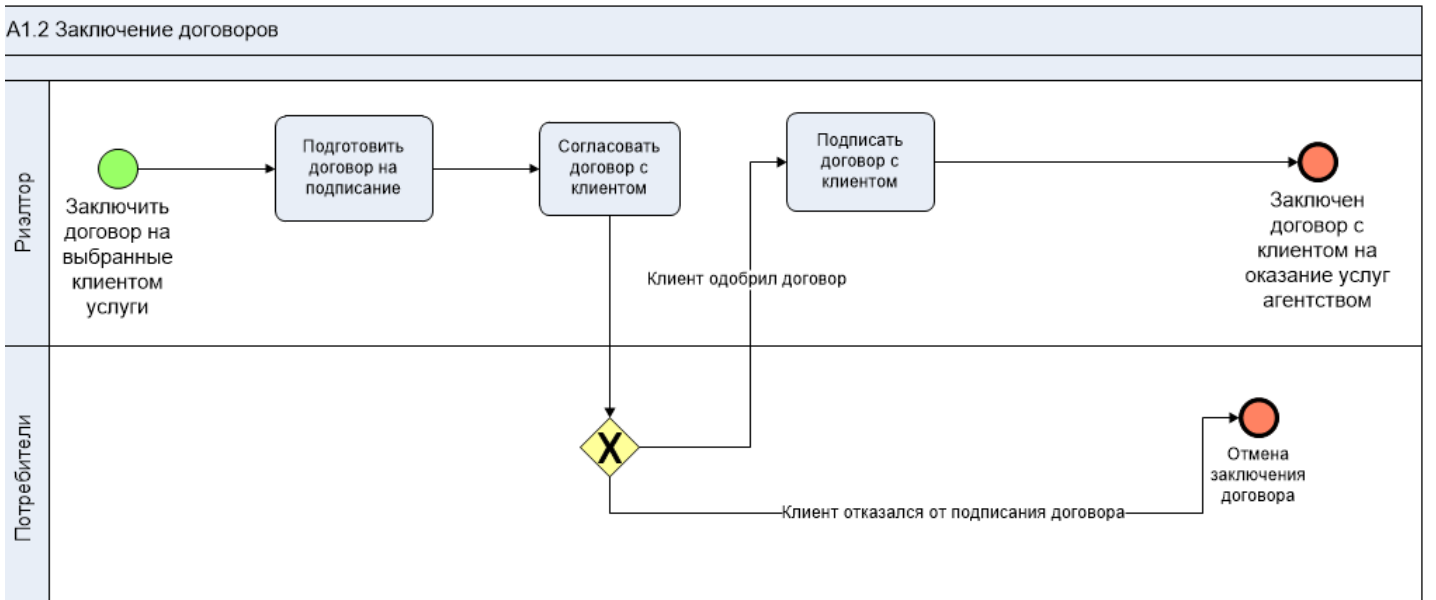 А1.2 Заключение договоров
Риэлтор
Заключить
договор на
выбранные
клиентом
услуги
Подготовить
договор на
подписание
Согласовать
договор с
клиентом
Подписать
договор с
клиентом
Клиент одобрил договор
Заключен
договор с
клиентом на
оказание услуг
агентством
Потребители
X
Клиент отказался от подписания договора
Отмена
заключения
договора